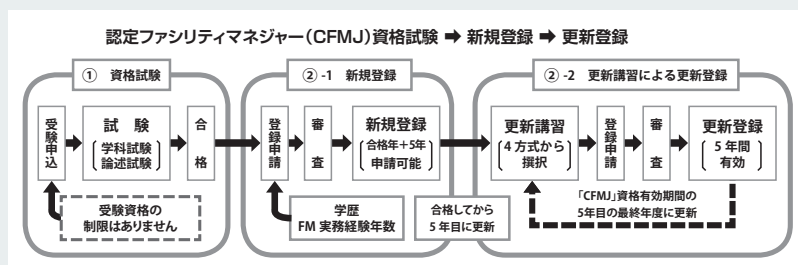 認定ファシリティマネジャー（CFMJ）資格試験 ➡ 新規登録 ➡ 更新登録
① 資格試験
受験申込
試 験
学科試験
論述試験
合 格
受験資格の
制限はありません
②-1 新規登録
登録申請
審 査
新規登録
合格年＋5年
申請可能
学歴
FM 実務経験年数
合格してから
5 年目に更新
②-2 更新講習による更新登録
更新講習
4 方式から
撰択
登録申請
審 査
更新登録
5 年間
有効
「CFMJ」資格有効期間の
5年目の最終年度に更新